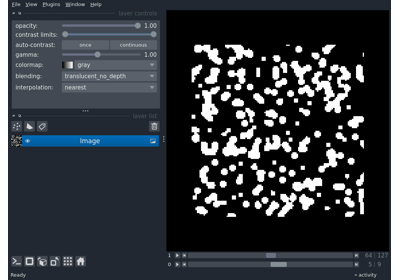 File View Plugins Window Help
layer controls
opacity: 1.00
contrast limits:
auto-contrast: once continuous
gamma: 1.00
colormap: gray
blending: translucent_no_depth
interpolation: nearest
layer list
Image
1 64 127
0 5 9
Ready
activity